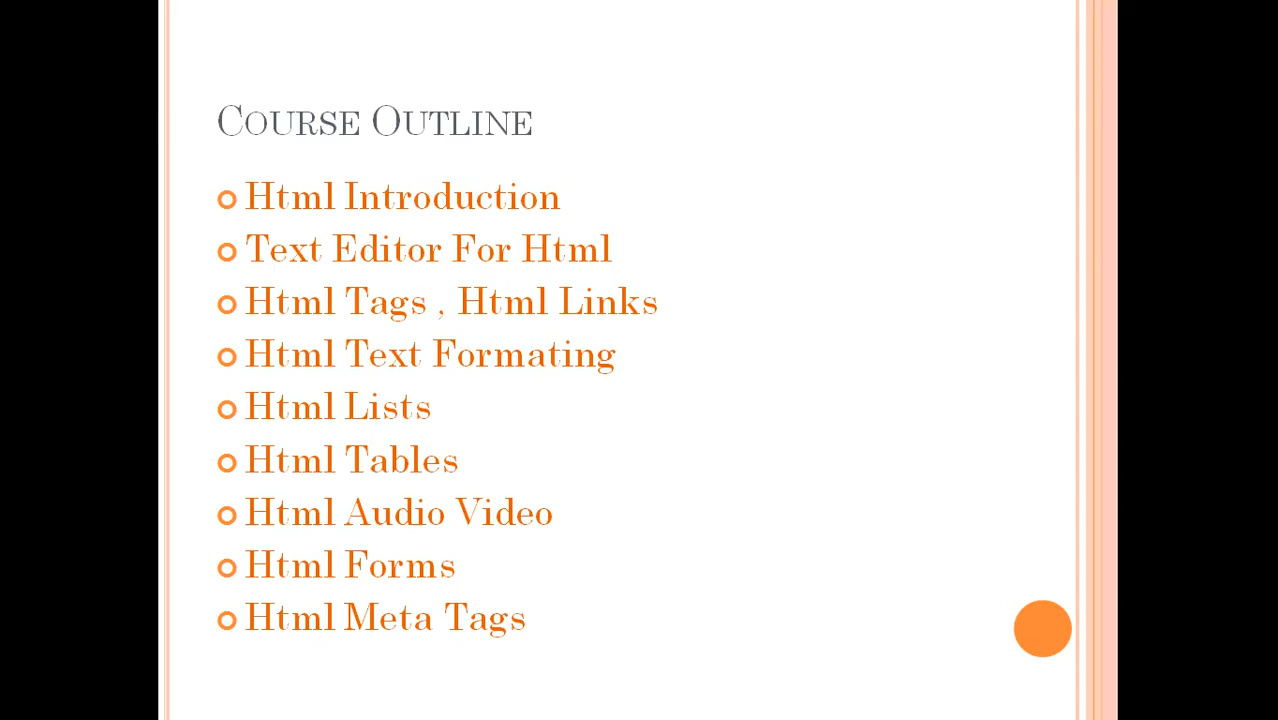 Course Outline
Html Introduction
Text Editor For Html
Html Tags , Html Links
Html Text Formating
Html Lists
Html Tables
Html Audio Video
Html Forms
Html Meta Tags